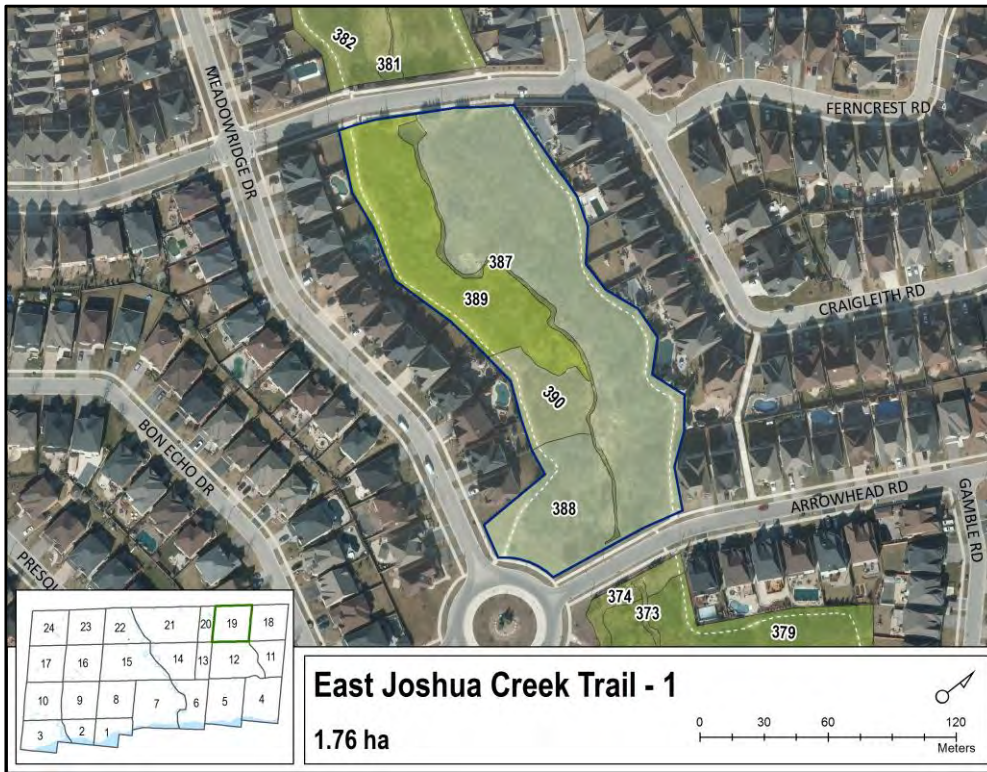 382
381
MEADOWRIDGE DR
FERNCREST RD
387
389
CRAIGLEITH RD
390
BON ECHO DR
388
ARROWHEAD RD
GAMBLE RD
374
373
379
PRESQU
24 23 22 21 20 19 18
17 16 15 14 13 12 11
10 9 8 7 6 5 4
3 2 1
East Joshua Creek Trail - 1
1.76 ha
0 30 60 120
Meters